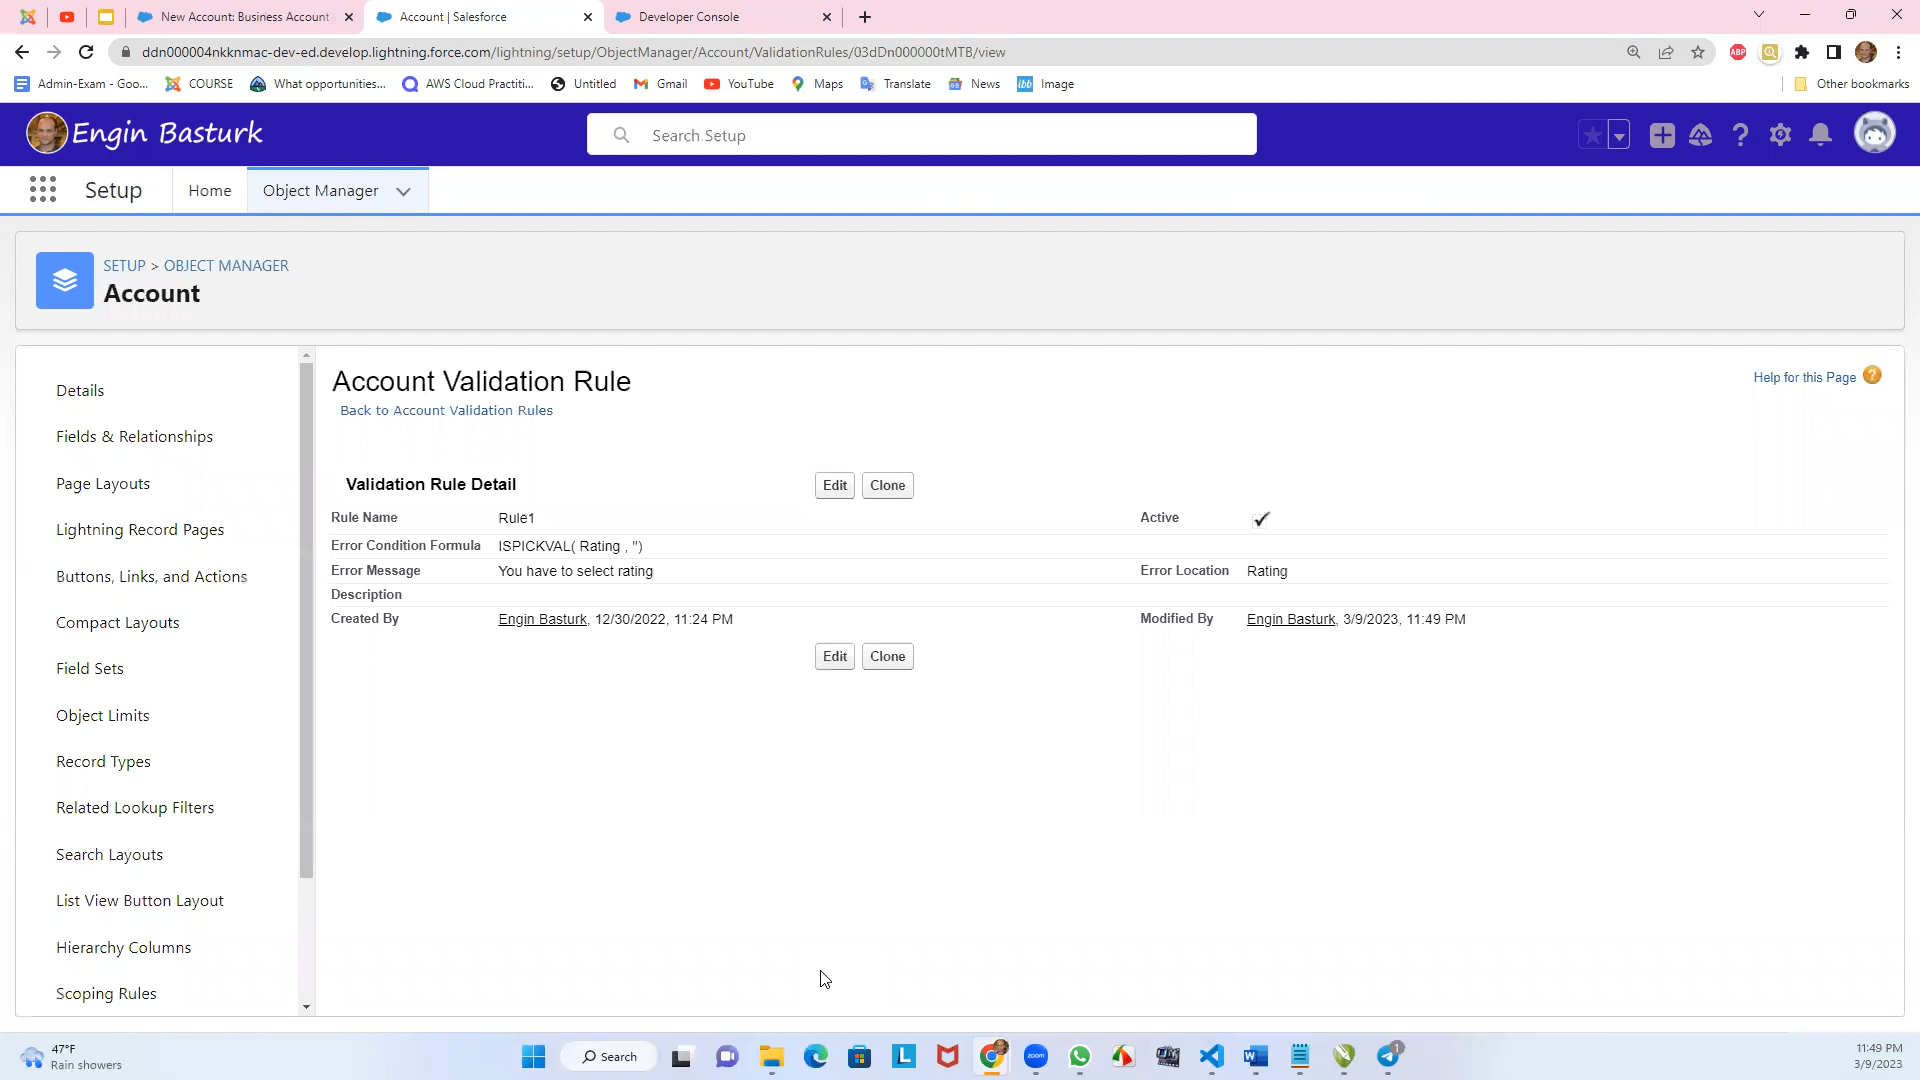 New Account: Business Account
Account | Salesforce
Developer Console
ddn000004nkknmac-dev-ed.develop.lightning.force.com/lightning/setup/ObjectManager/Account/ValidationRules/03dDn000000tMTB/view
ABP
Admin-Exam - Goo...
COURSE
What opportunities...
AWS Cloud Practiti...
Untitled
Gmail
YouTube
Maps
Translate
News
ibb
Image
Other bookmarks
Engin Basturk
Search Setup
Setup
Home
Object Manager
SETUP > OBJECT MANAGER
Account
Details
Fields & Relationships
Page Layouts
Lightning Record Pages
Buttons, Links, and Actions
Compact Layouts
Field Sets
Object Limits
Record Types
Related Lookup Filters
Search Layouts
List View Button Layout
Hierarchy Columns
Scoping Rules
Account Validation Rule
Help for this Page
Back to Account Validation Rules
Validation Rule Detail
Edit
Clone
Rule Name Rule1
Active
Error Condition Formula ISPICKVAL( Rating , '')
Error Message You have to select rating
Error Location Rating
Description
Created By Engin Basturk, 12/30/2022, 11:24 PM
Modified By Engin Basturk, 3/9/2023, 11:49 PM
Edit
Clone
47°F
Rain showers
Search
L
zoom
W
1
11:49 PM
3/9/2023